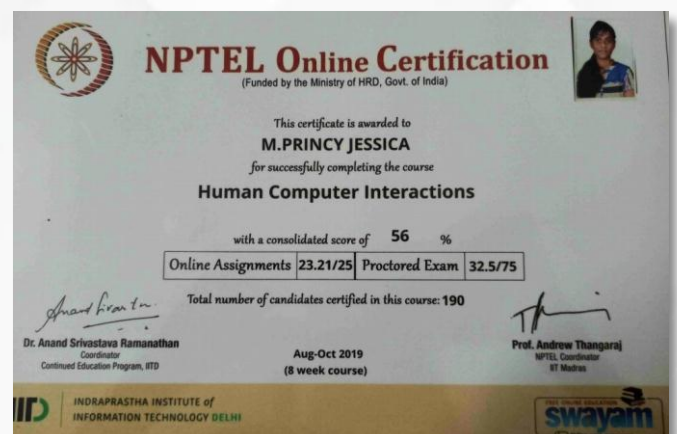 NPTEL Online Certification
(Funded by the Ministry of HRD, Govt. of India)
This certificate is awarded to
M.PRINCY JESSICA
for successfully completing the course
Human Computer Interactions
with a consolidated score of 56 %
Online Assignments 23.21/25 Proctored Exam 32.5/75
Total number of candidates certified in this course: 190
Dr. Anand Srivastava Ramanathan
Coordinator
Continued Education Program, IIITD
Prof. Andrew Thangaraj
NPTEL Coordinator
IIT Madras
Aug-Oct 2019
(8 week course)
INDRAPRASTHA INSTITUTE of
INFORMATION TECHNOLOGY DELHI
FREE ONLINE EDUCATION
swayam